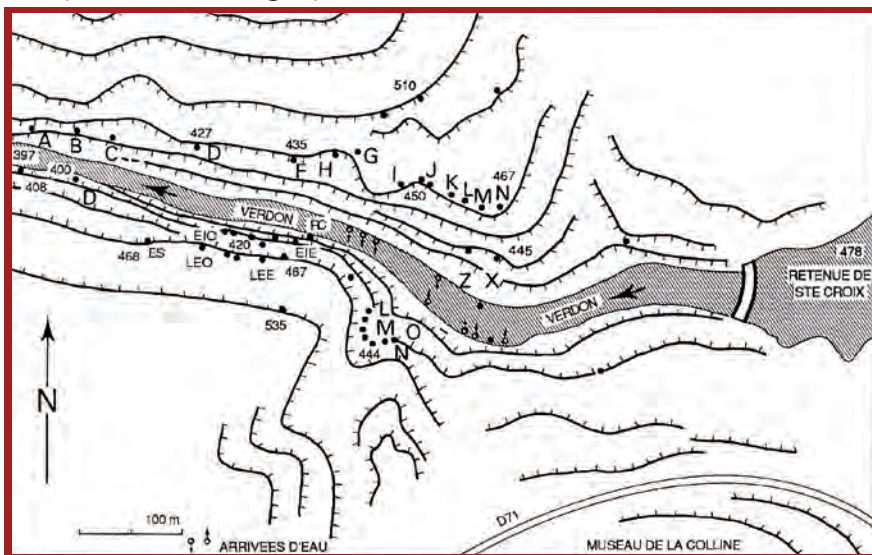 510
427
435
A
B
C
D
F
H
G
I
J
450
K
L
M
N
467
397
400
408
D
VERDON
RC
445
478
RETENUE DE
STE CROIX
EIO
420
EIE
468
ES
LEO
LEE
467
Z
X
VERDON
535
L
M
O
N
444
N
100 m
ARRIVEES D'EAU
D71
MUSEAU DE LA COLLINE